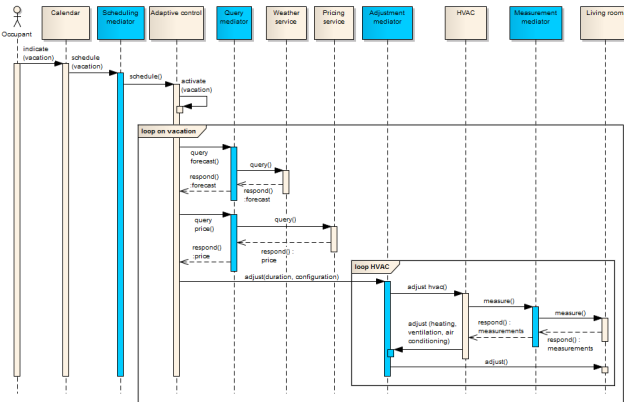 Calendar
Scheduling
mediator
Adaptive control
Query
mediator
Weather
service
Pricing
service
Adjustment
mediator
HVAC
Measurement
mediator
Living room
Occupant
indicate
(vacation)
schedule
(vacation)
schedule()
activate
(vacation)
loop on vacation
query
forecast()
query()
respond()
:forecast
respond()
:forecast
query
price()
query()
respond()
:price
respond() :
price
adjust(duration, configuration)
loop HVAC
adjust hvac()
measure()
measure()
adjust (heating,
ventilation, air
conditioning)
respond() :
measurements
respond() :
measurements
adjust()